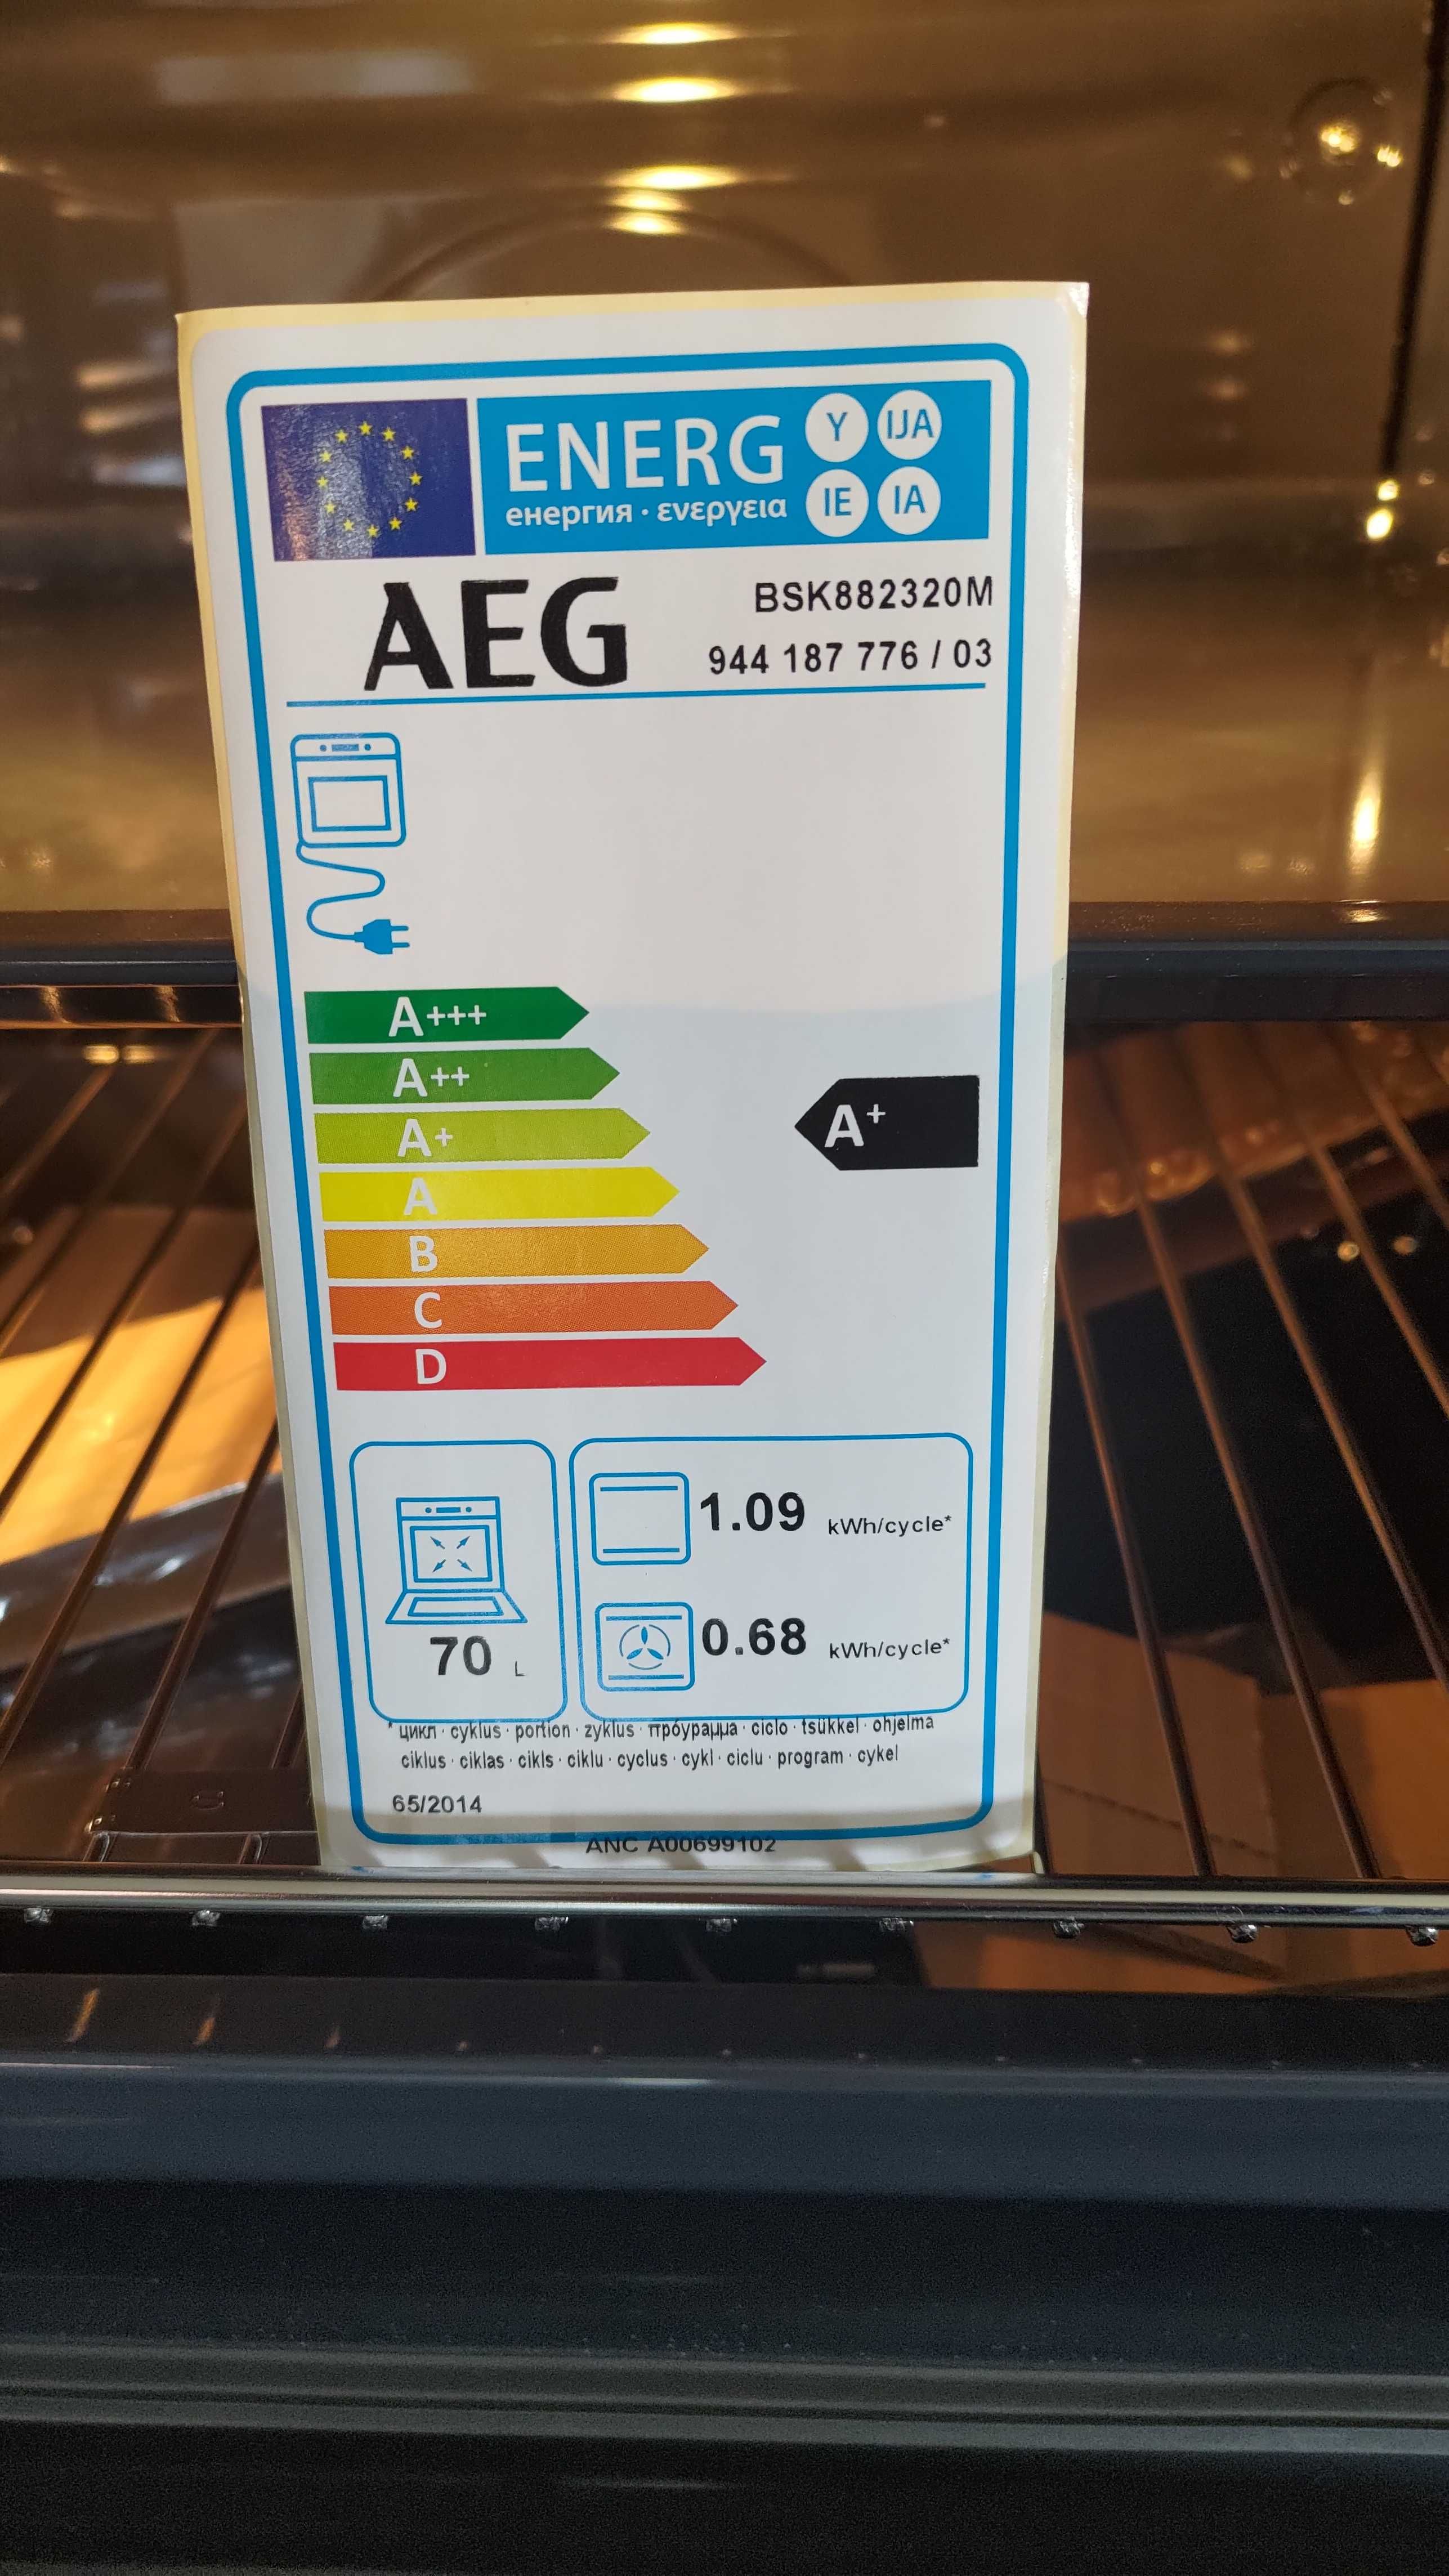 ENERG
енергия · ενεργεια
Y IJA
IE IA
AEG
BSK882320M
944 187 776 / 03
A+++
A++
A+
A
B
C
D
A+
70 L
1.09 kWh/cycle*
0.68 kWh/cycle*
* цикл · cyklus · portion · zyklus · πρόγραμμα · ciclo · tsükkel · ohjelma
ciklus · ciklas · cikls · ciklu · cyclus · cykl · ciclu · program · cykel
65/2014
ANC A00699102